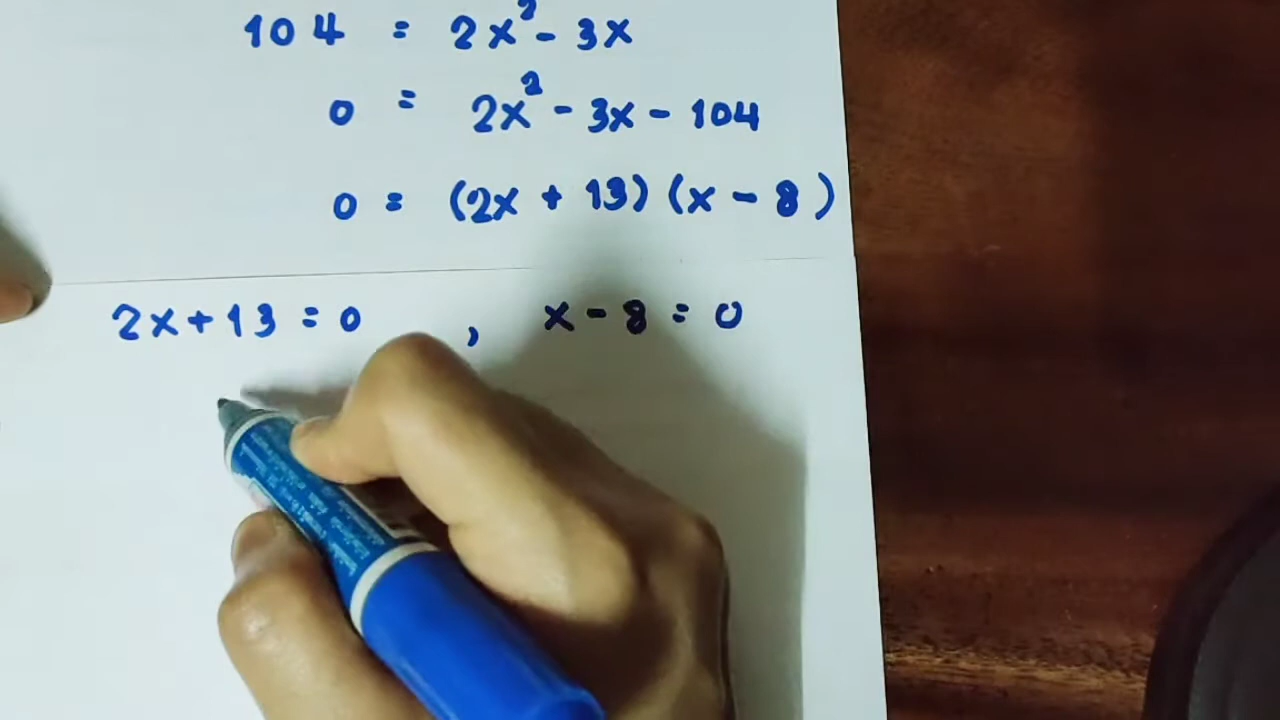 104 = 2x² - 3x
0 = 2x² - 3x - 104
0 = (2x + 13) (x - 8)
2x + 13 = 0 , x - 8 = 0